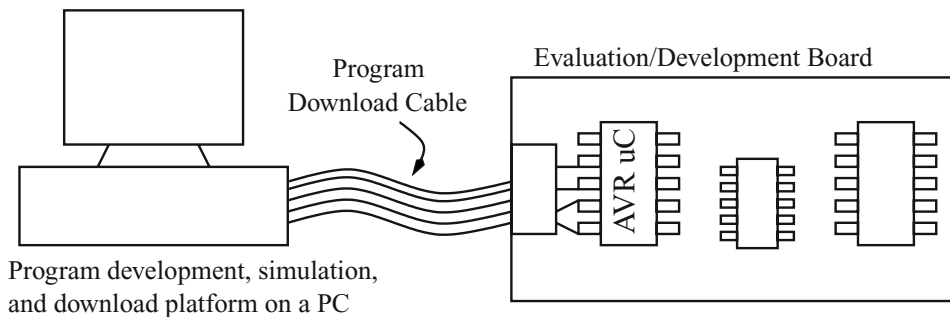 Program
Download Cable
Evaluation/Development Board
AVR uC
Program development, simulation,
and download platform on a PC